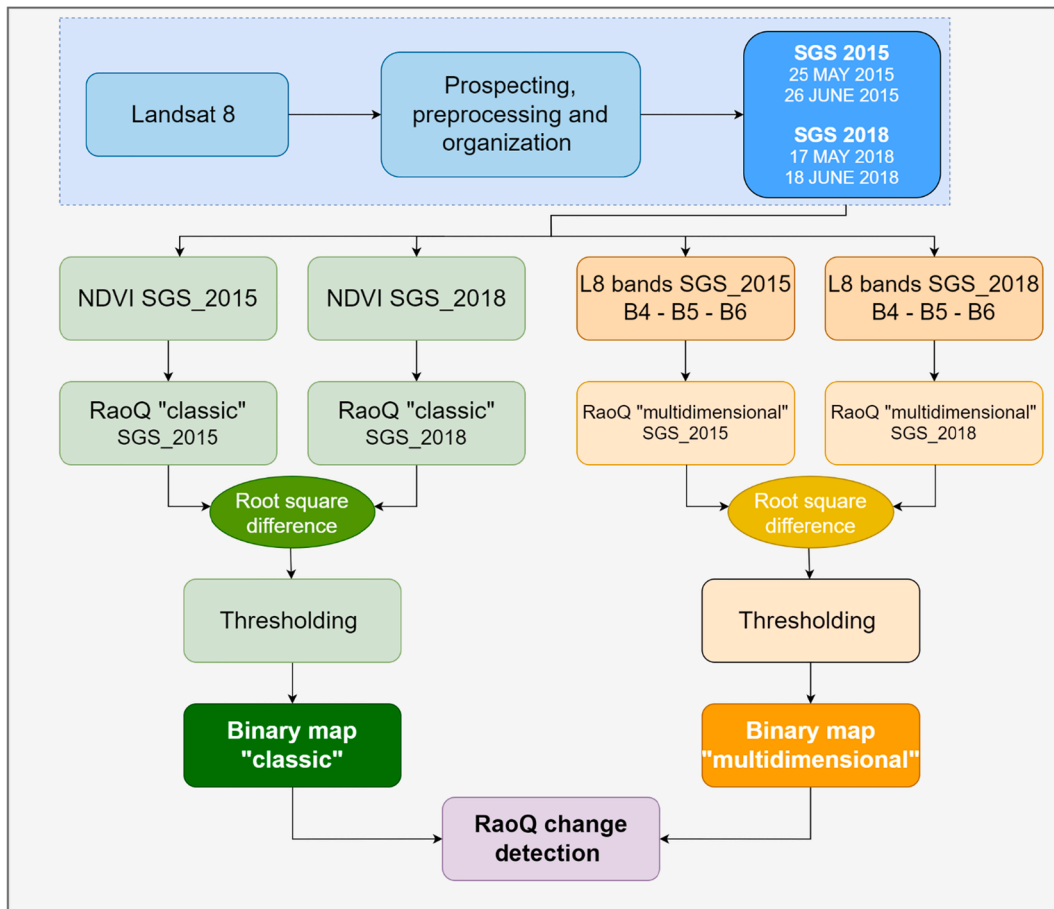 Landsat 8
Prospecting,
preprocessing and
organization
SGS 2015
25 MAY 2015
26 JUNE 2015
SGS 2018
17 MAY 2018
18 JUNE 2018
NDVI SGS_2015
NDVI SGS_2018
L8 bands SGS_2015
B4 - B5 - B6
L8 bands SGS_2018
B4 - B5 - B6
RaoQ "classic"
SGS_2015
RaoQ "classic"
SGS_2018
RaoQ "multidimensional"
SGS_2015
RaoQ "multidimensional"
SGS_2018
Root square
difference
Root square
difference
Thresholding
Thresholding
Binary map
"classic"
Binary map
"multidimensional"
RaoQ change
detection